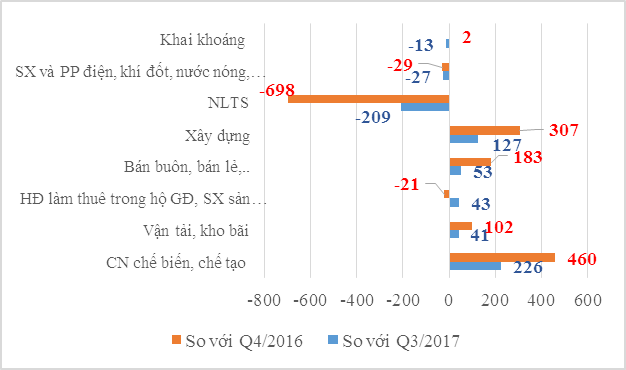 Khai khoáng
-13
2
SX và PP điện, khí đốt, nước nóng,…
-29
-27
NLTS
-698
-209
Xây dựng
307
127
Bán buôn, bán lẻ,..
183
53
HĐ làm thuê trong hộ GĐ, SX sản…
-21
43
Vận tải, kho bãi
102
41
CN chế biến, chế tạo
460
226
-800 -600 -400 -200 0 200 400 600
So với Q4/2016 So với Q3/2017